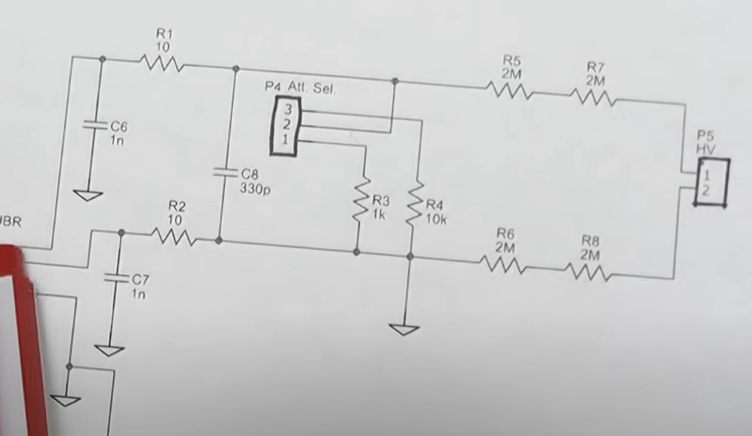 R1
10
R5
2M
R7
2M
P4 Att. Sel.
3
2
1
C6
1n
P5
HV
1
2
C8
330p
R3
1k
R4
10k
R2
10
R6
2M
R8
2M
C7
1n